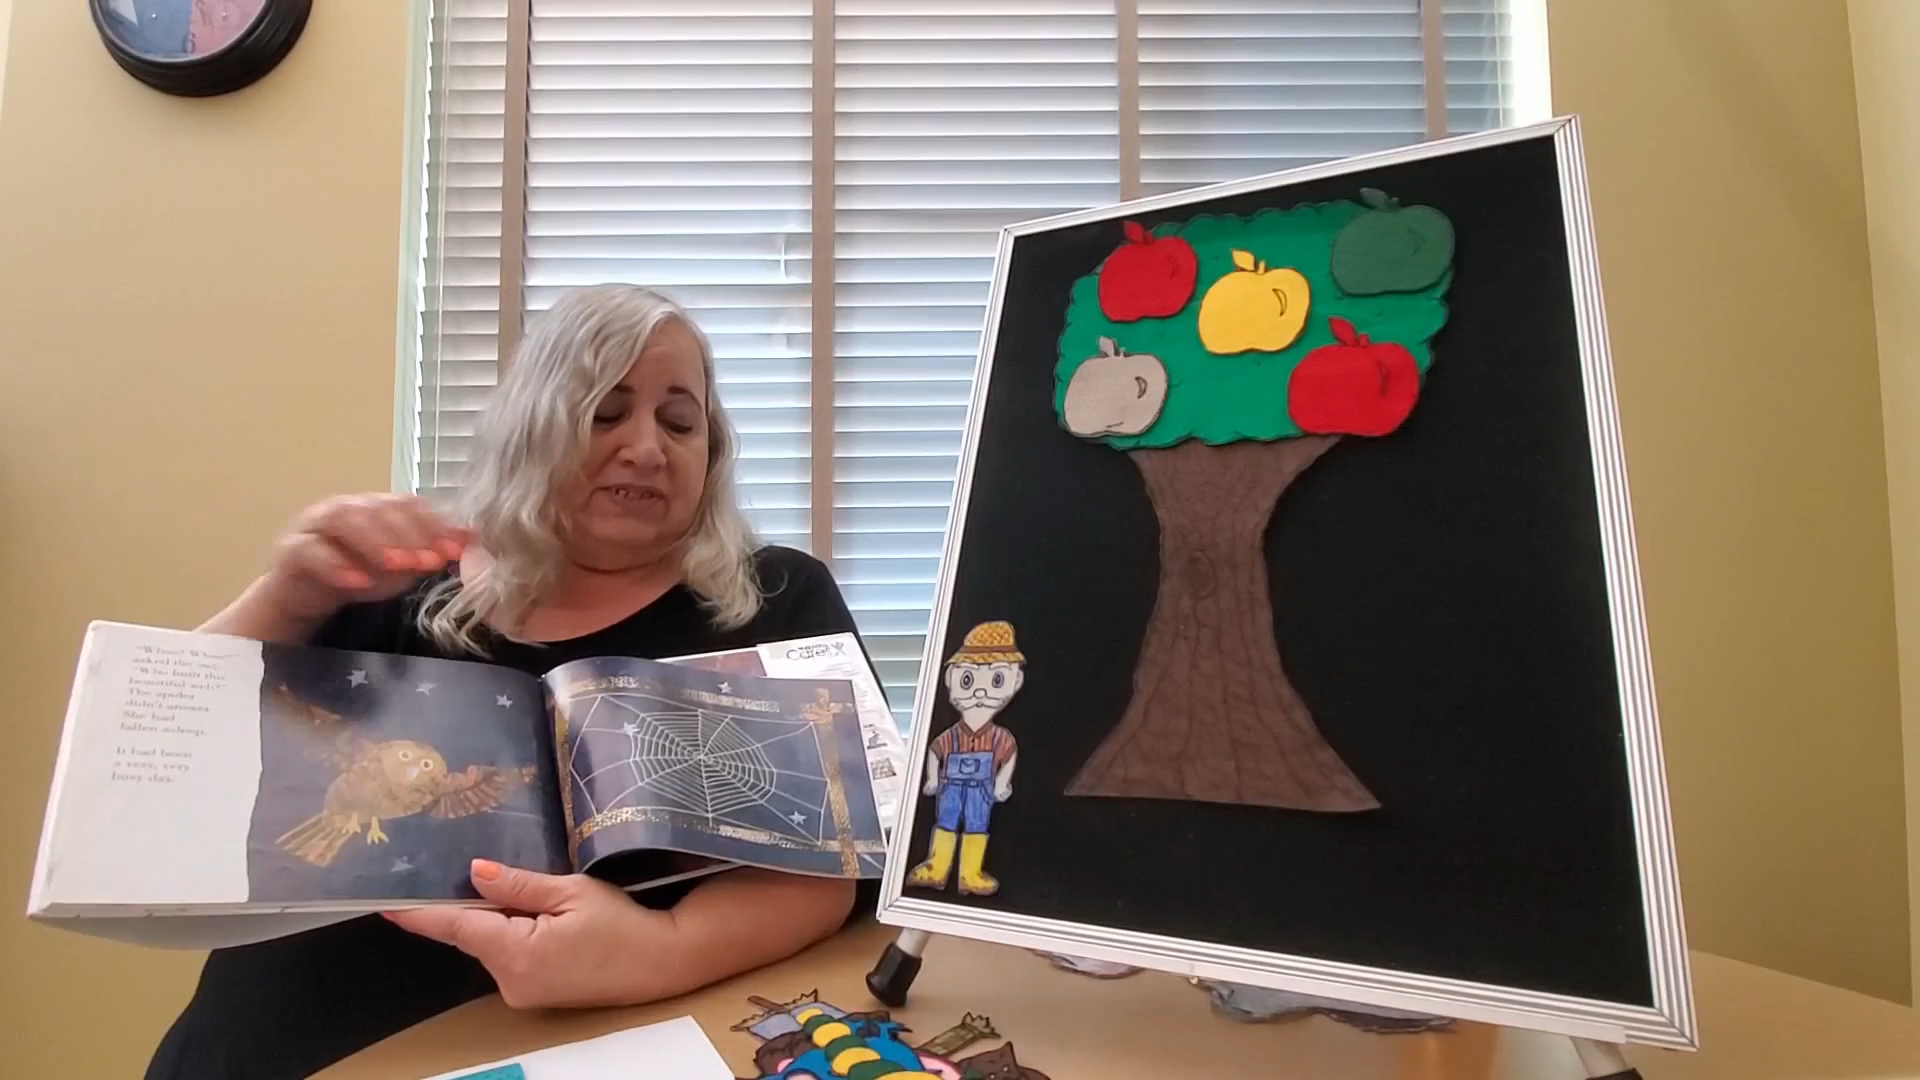 "Whoo? Whoo?"
asked the owl.
"Who built this
beautiful web?"
The spider
didn't answer.
She had
fallen asleep.
It had been
a very, very
busy day.